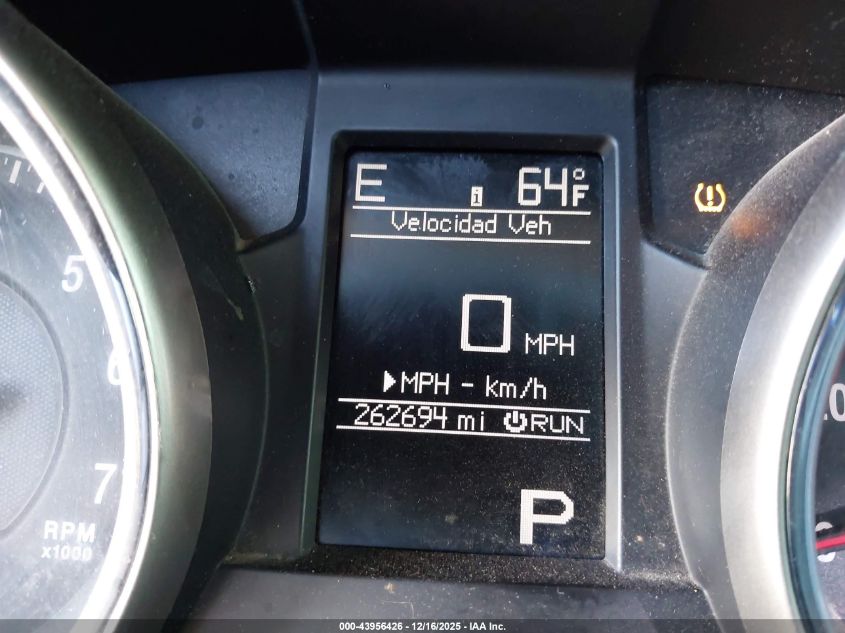 E i 64°F
Velocidad Veh
0 MPH
▶MPH - km/h
262694 mi RUN
P
5
6
7
RPM
x1000
000-43956426 - 12/16/2025 - IAA Inc.